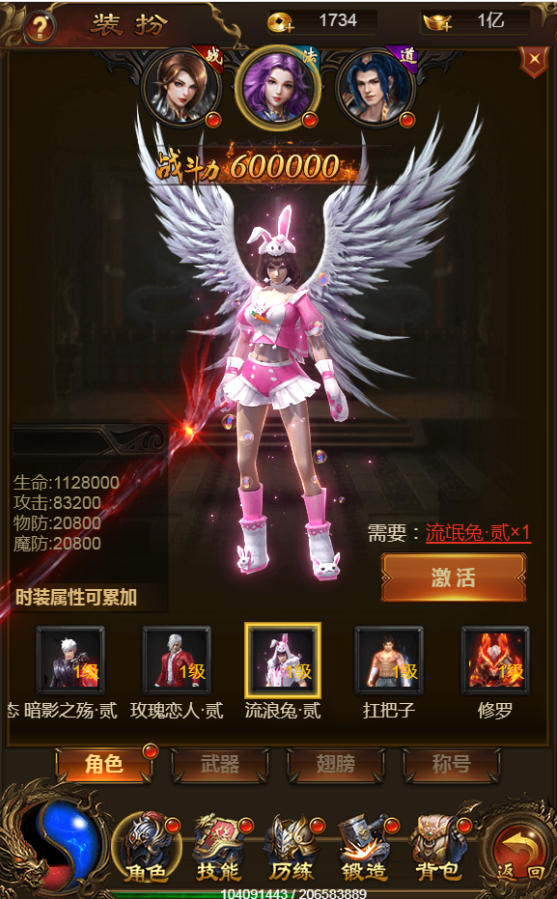 装扮
1734
1亿
战
法
道
战斗力 600000
生命:1128000
攻击:83200
物防:20800
魔防:20800
时装属性可累加
需要：流氓兔·贰×1
激活
1级
1级
1级
1级
1级
态 暗影之殇·贰
玫瑰恋人·贰
流浪兔·贰
扛把子
修罗
角色
武器
翅膀
称号
角色
技能
历练
锻造
背包
返回
104091443 / 206583889